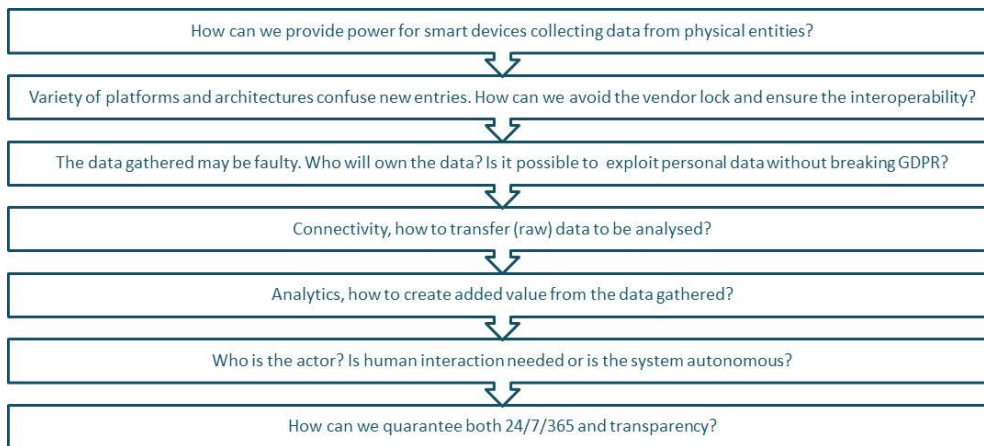 How can we provide power for smart devices collecting data from physical entities?
Variety of platforms and architectures confuse new entries. How can we avoid the vendor lock and ensure the interoperability?
The data gathered may be faulty. Who will own the data? Is it possible to exploit personal data without breaking GDPR?
Connectivity, how to transfer (raw) data to be analysed?
Analytics, how to create added value from the data gathered?
Who is the actor? Is human interaction needed or is the system autonomous?
How can we quarantee both 24/7/365 and transparency?